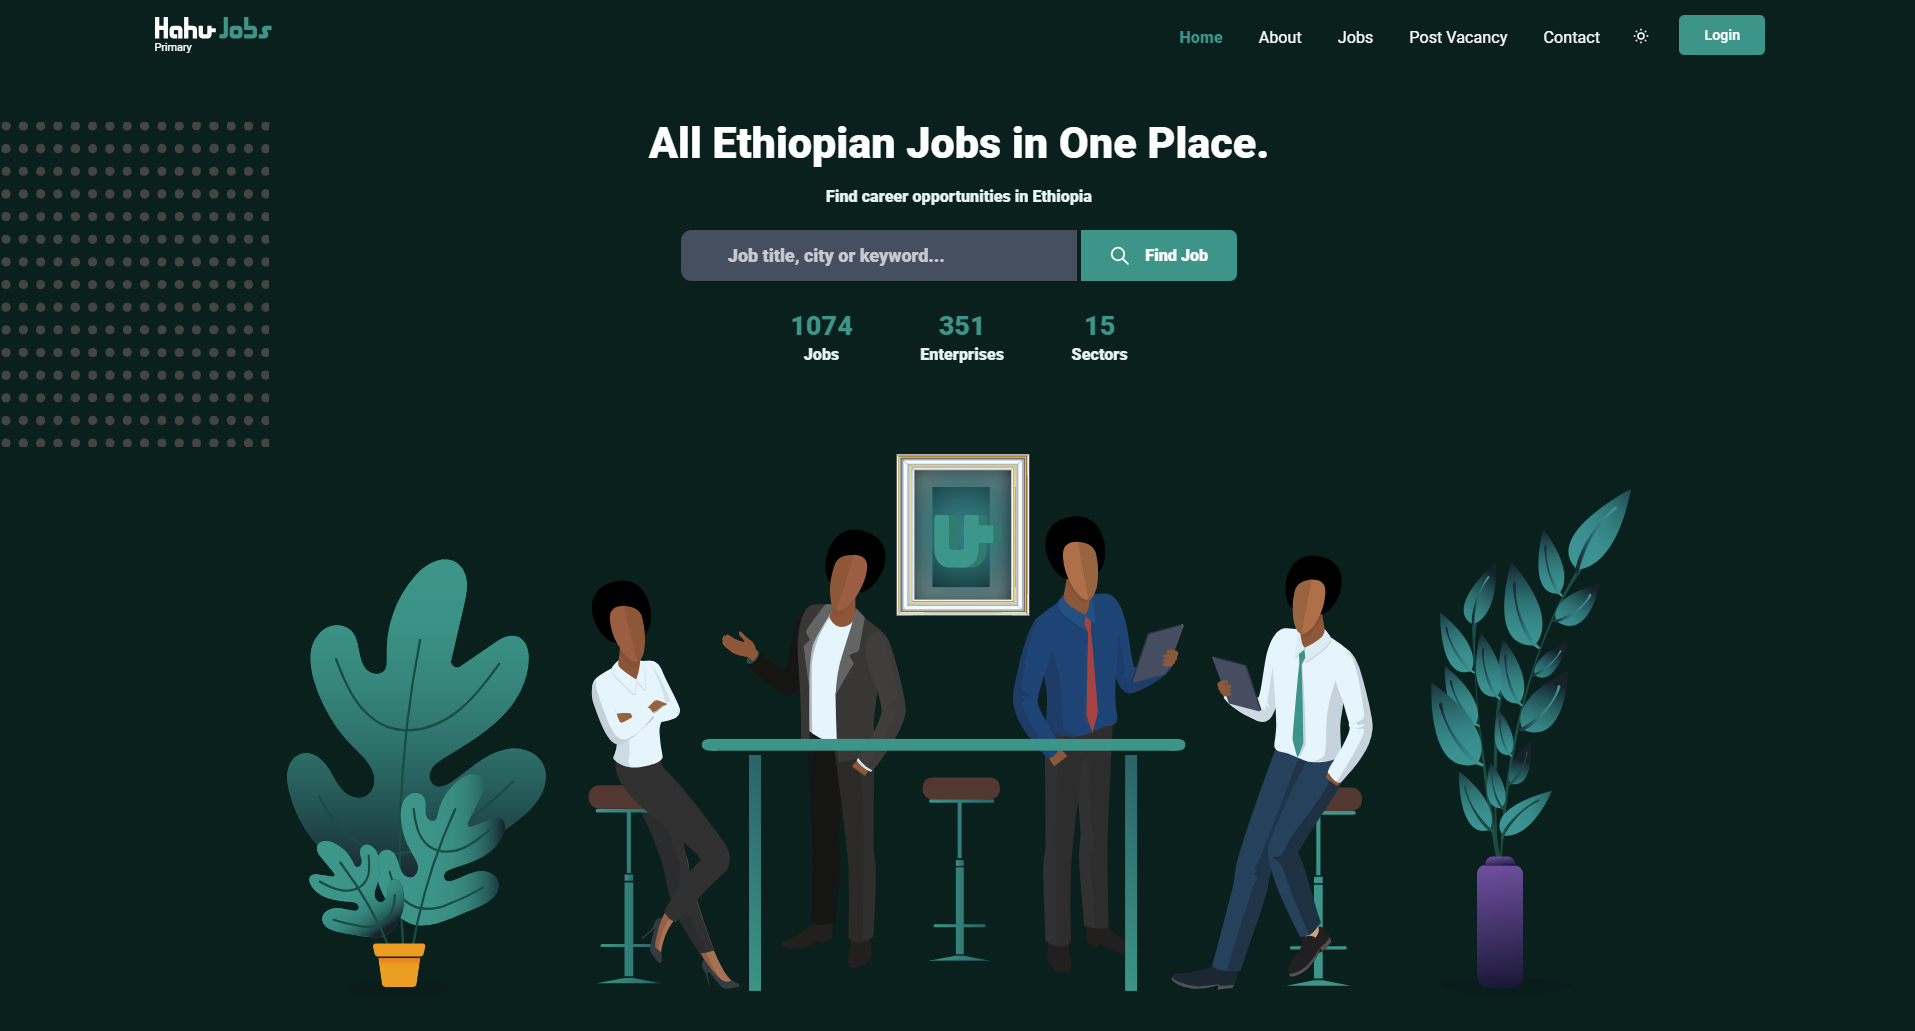 Hahu Jobs
Primary
Home About Jobs Post Vacancy Contact Login
All Ethiopian Jobs in One Place.
Find career opportunities in Ethiopia
Job title, city or keyword... Find Job
1074 351 15
Jobs Enterprises Sectors